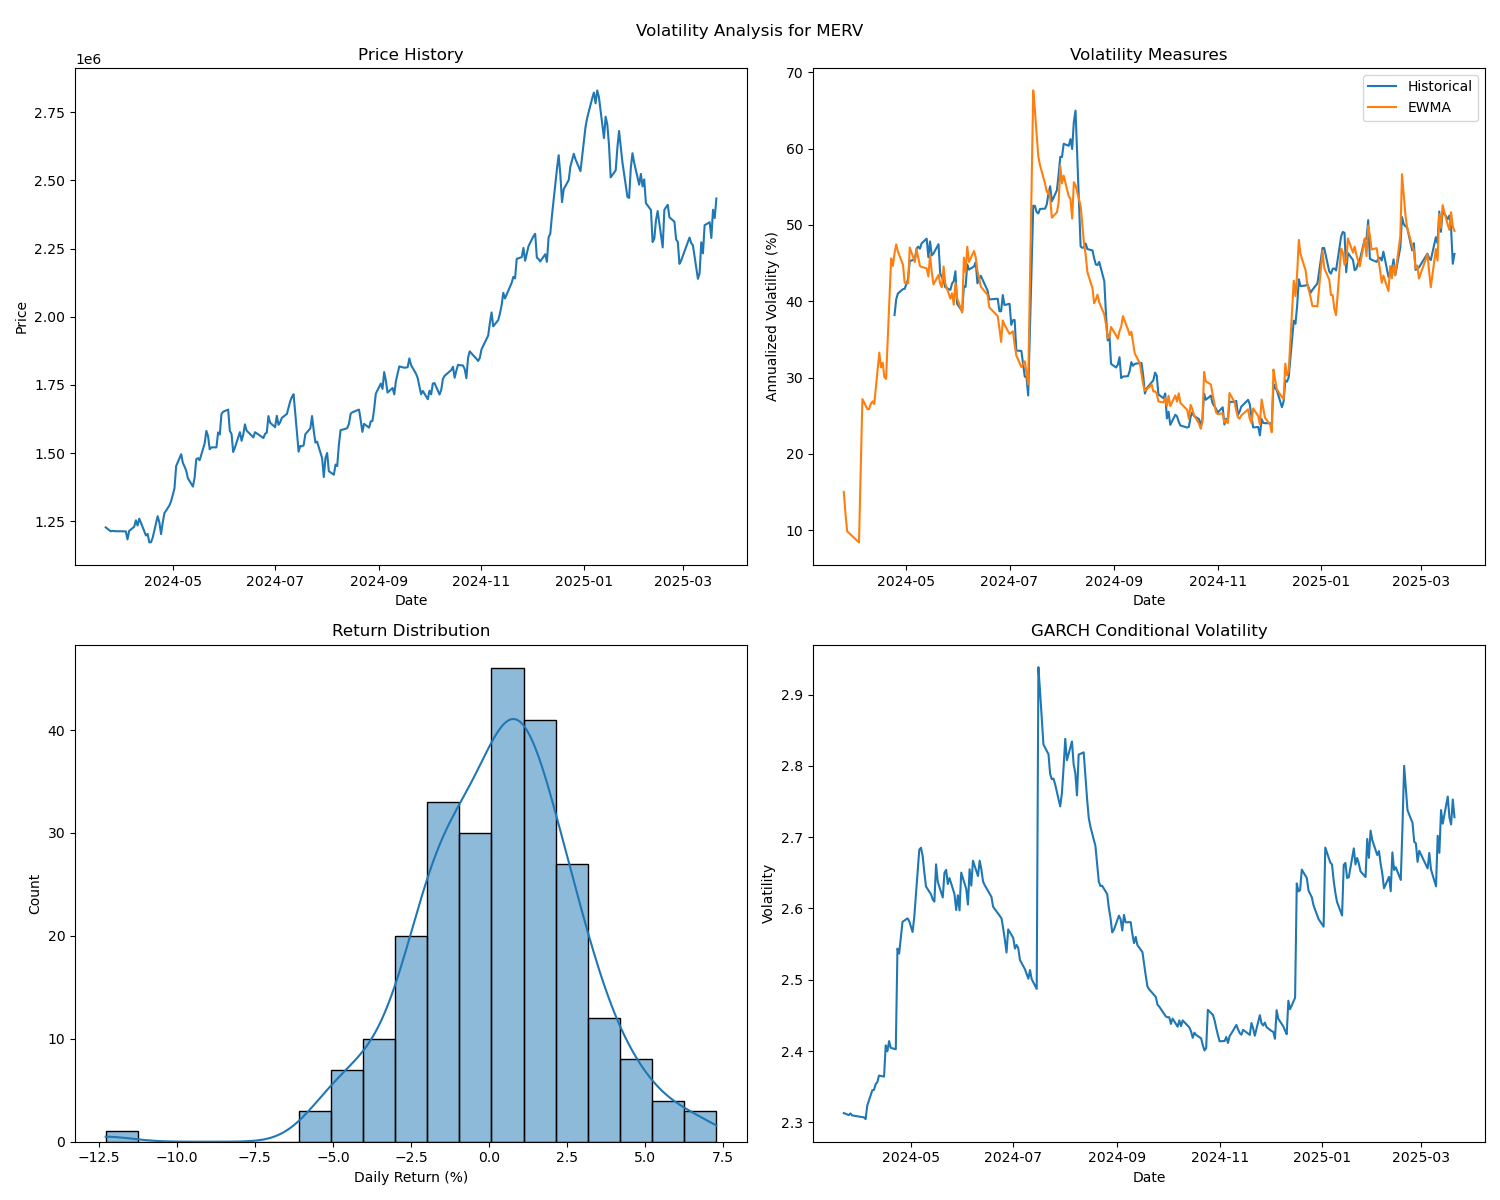 Volatility Analysis for MERV
Price History
1e6
2.75
2.50
2.25
2.00
1.75
1.50
1.25
Price
2024-05 2024-07 2024-09 2024-11 2025-01 2025-03
Date
Volatility Measures
Historical
EWMA
70
60
50
40
30
20
10
Annualized Volatility (%)
2024-05 2024-07 2024-09 2024-11 2025-01 2025-03
Date
Return Distribution
40
30
20
10
0
Count
−12.5 −10.0 −7.5 −5.0 −2.5 0.0 2.5 5.0 7.5
Daily Return (%)
GARCH Conditional Volatility
2.9
2.8
2.7
2.6
2.5
2.4
2.3
Volatility
2024-05 2024-07 2024-09 2024-11 2025-01 2025-03
Date